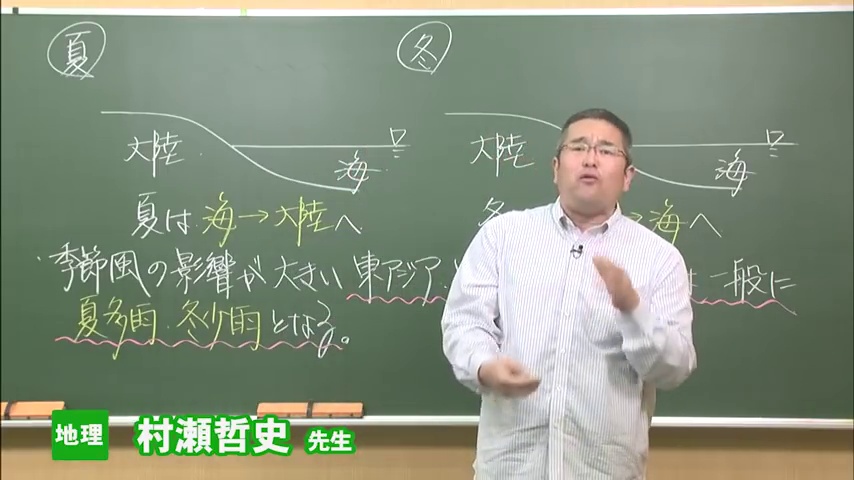 夏
冬
大陸
海
大陸
海
夏は 海→大陸へ
冬 →海へ
・季節風の影響が大きい東アジア、 は一般に
夏多雨・冬少雨となる。
地理 村瀬哲史 先生